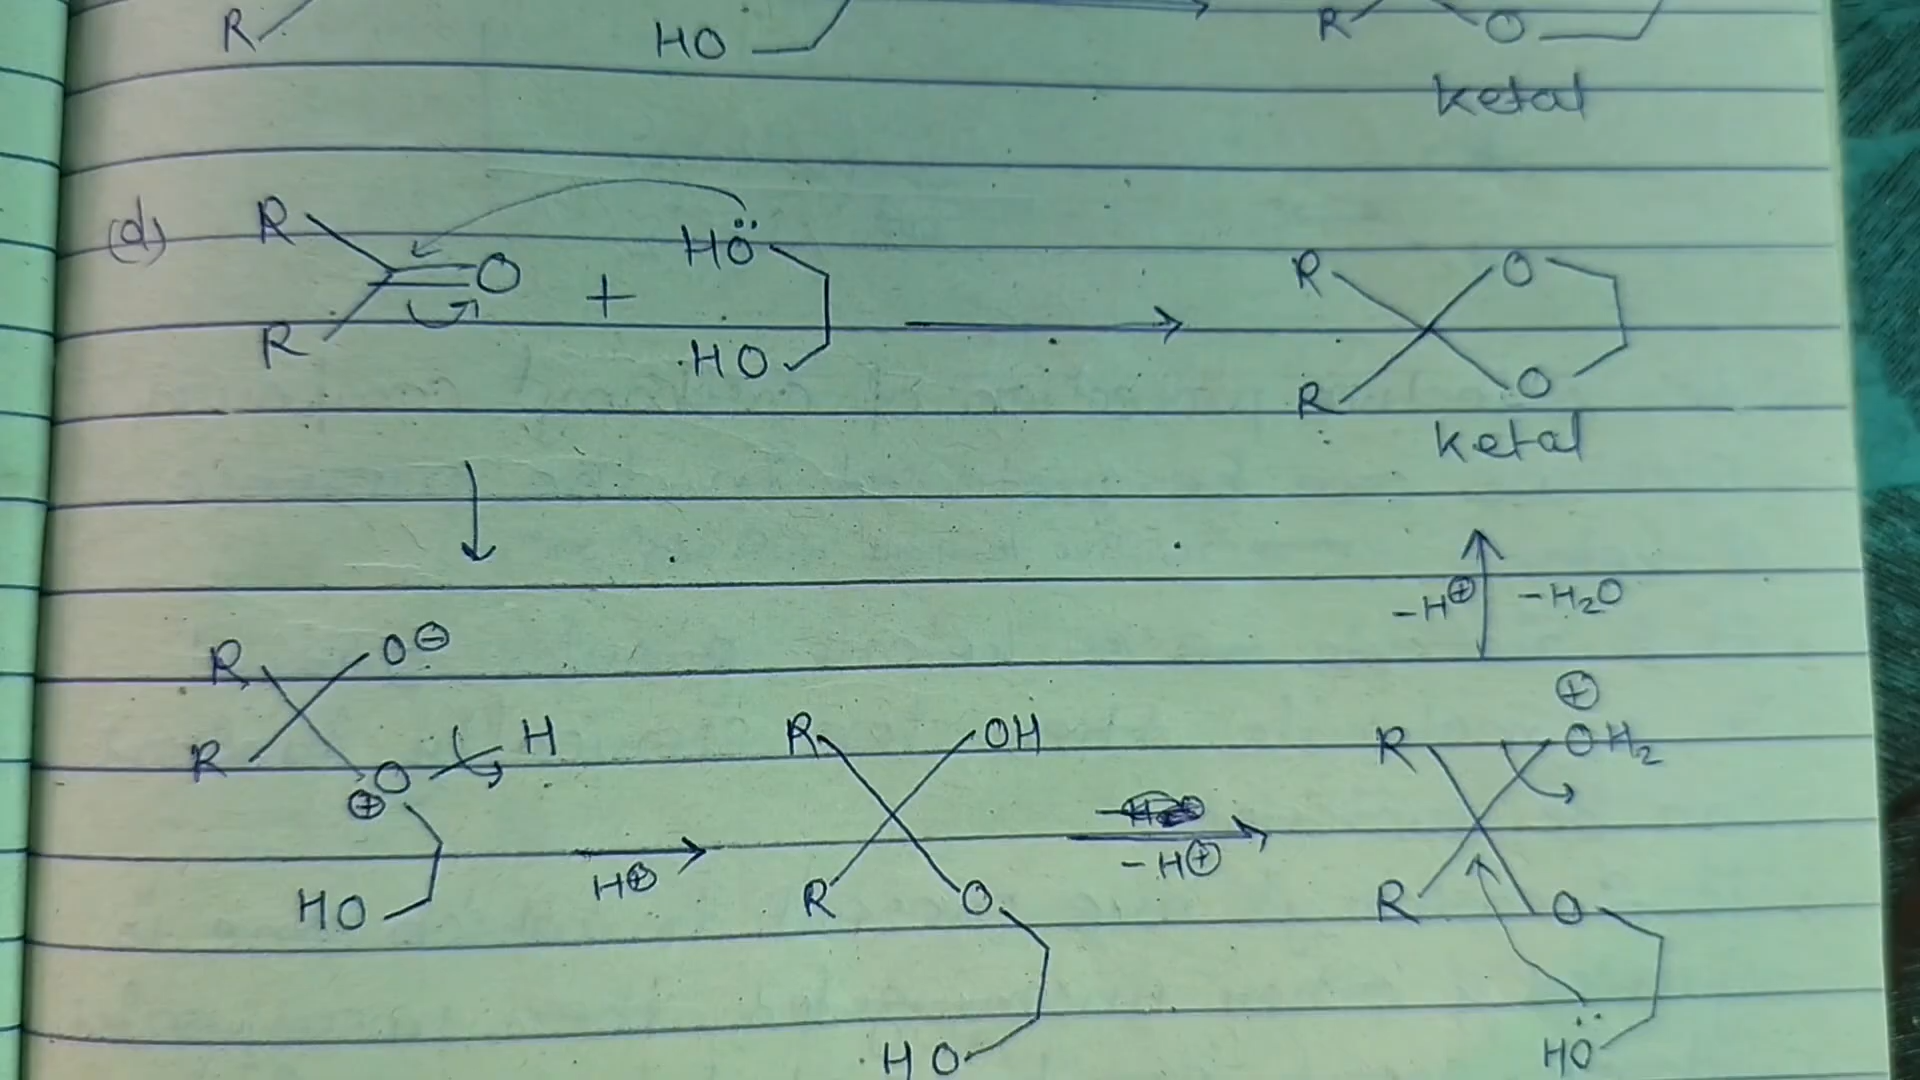 R HO R O
ketal
(d) R HÖ R O
O +
R HO R O
ketal
-H⊕ -H2O
R O⊖ ⊕
R O H R OH R OH2
⊕
HO H⊕ -H⊕
R O R O
HO HÖ